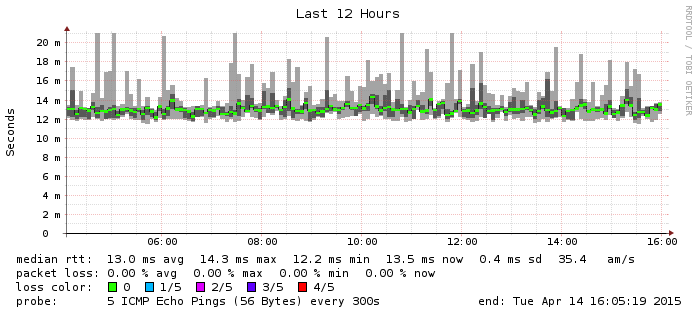 Last 12 Hours
RRDTOOL / TOBI OETIKER
Seconds
20 m
18 m
16 m
14 m
12 m
10 m
8 m
6 m
4 m
2 m
0
06:00 08:00 10:00 12:00 14:00 16:00
median rtt: 13.0 ms avg 14.3 ms max 12.2 ms min 13.5 ms now 0.4 ms sd 35.4 am/s
packet loss: 0.00 % avg 0.00 % max 0.00 % min 0.00 % now
loss color: 0 1/5 2/5 3/5 4/5
probe: 5 ICMP Echo Pings (56 Bytes) every 300s end: Tue Apr 14 16:05:19 2015